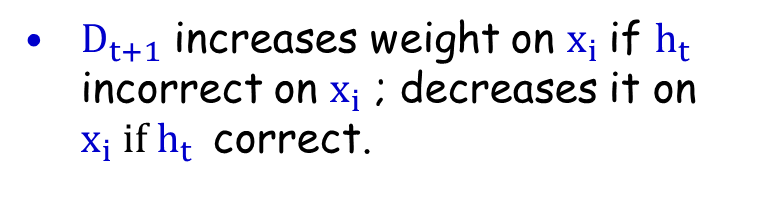 • D_{t+1} increases weight on x_i if h_t
incorrect on x_i ; decreases it on
x_i if h_t correct.